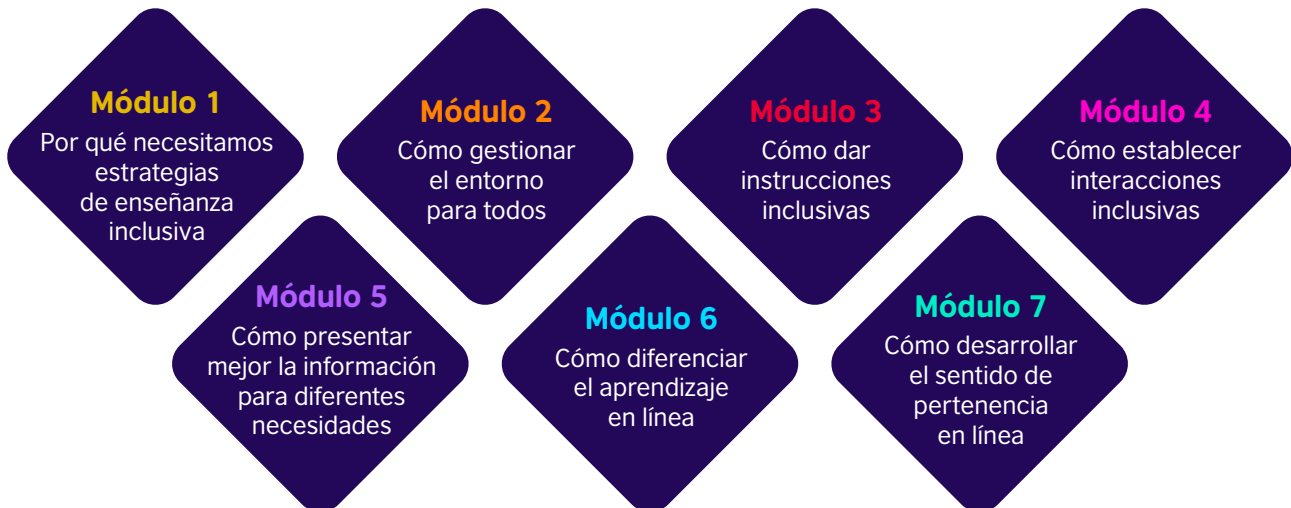 Módulo 1
Por qué necesitamos
estrategias
de enseñanza
inclusiva
Módulo 2
Cómo gestionar
el entorno
para todos
Módulo 3
Cómo dar
instrucciones
inclusivas
Módulo 4
Cómo establecer
interacciones
inclusivas
Módulo 5
Cómo presentar
mejor la información
para diferentes
necesidades
Módulo 6
Cómo diferenciar
el aprendizaje
en línea
Módulo 7
Cómo desarrollar
el sentido de
pertenencia
en línea